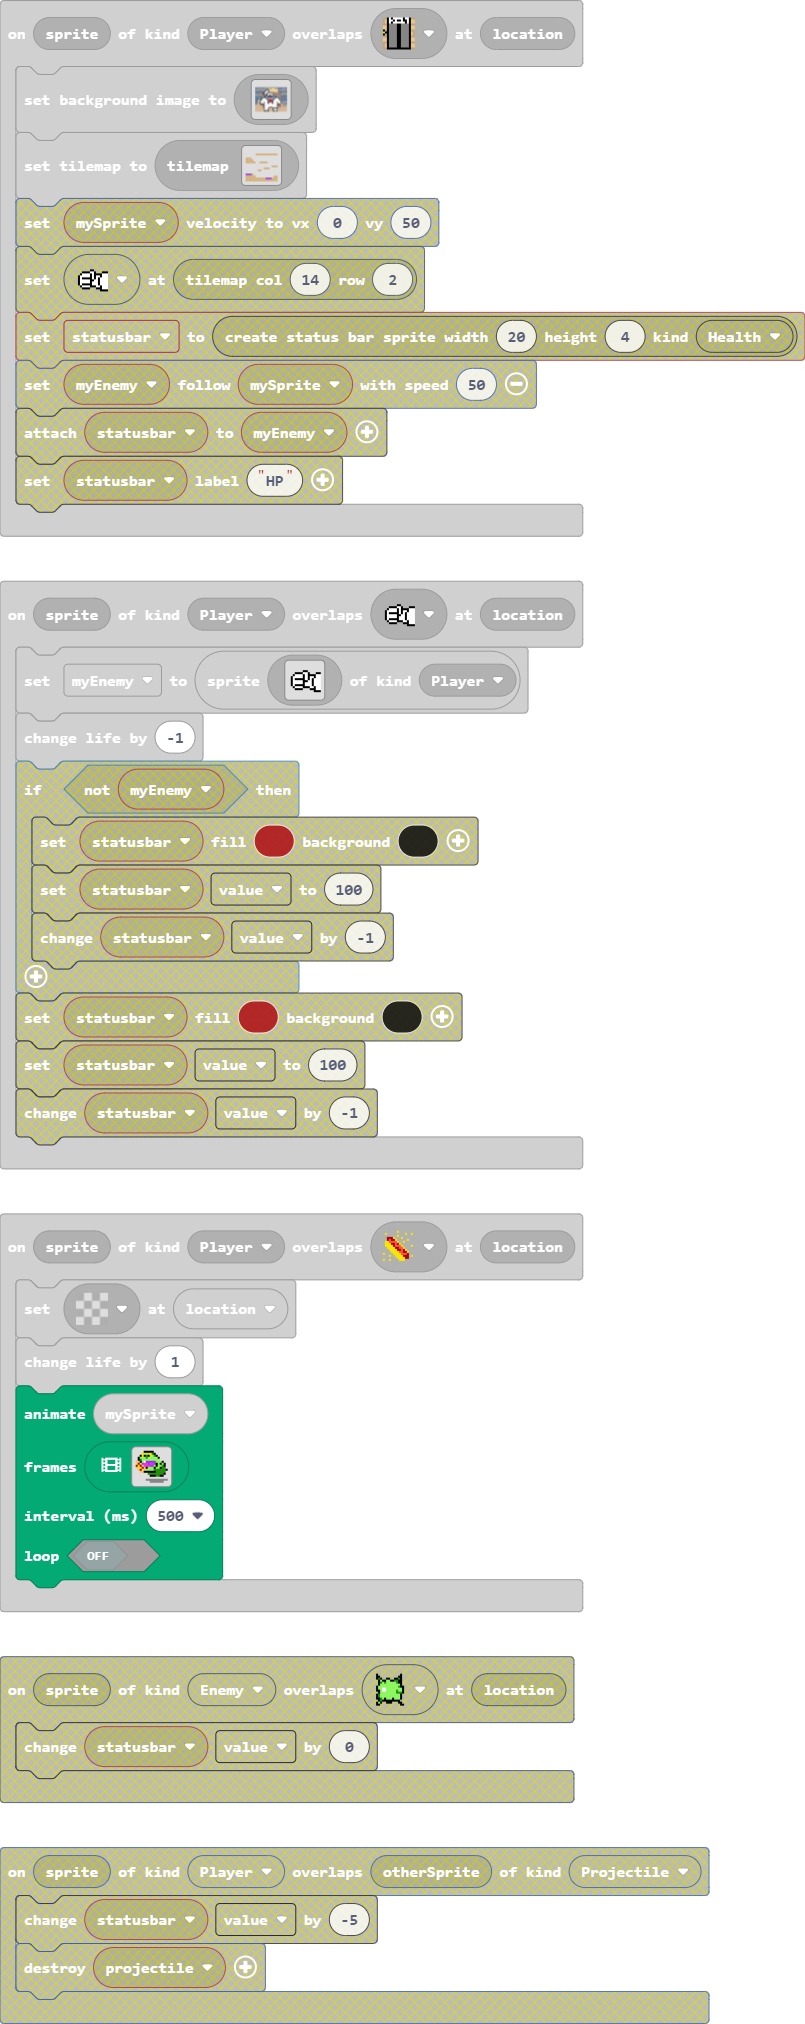 on sprite of kind Player overlaps at location
set background image to
set tilemap to tilemap
set mySprite velocity to vx 0 vy 50
set at tilemap col 14 row 2
set statusbar to create status bar sprite width 20 height 4 kind Health
set myEnemy follow mySprite with speed 50
attach statusbar to myEnemy
set statusbar label "HP"
on sprite of kind Player overlaps at location
set myEnemy to sprite of kind Player
change life by -1
if not myEnemy then
set statusbar fill background
set statusbar value to 100
change statusbar value by -1
set statusbar fill background
set statusbar value to 100
change statusbar value by -1
on sprite of kind Player overlaps at location
set at location
change life by 1
animate mySprite
frames
interval (ms) 500
loop OFF
on sprite of kind Enemy overlaps at location
change statusbar value by 0
on sprite of kind Player overlaps otherSprite of kind Projectile
change statusbar value by -5
destroy projectile